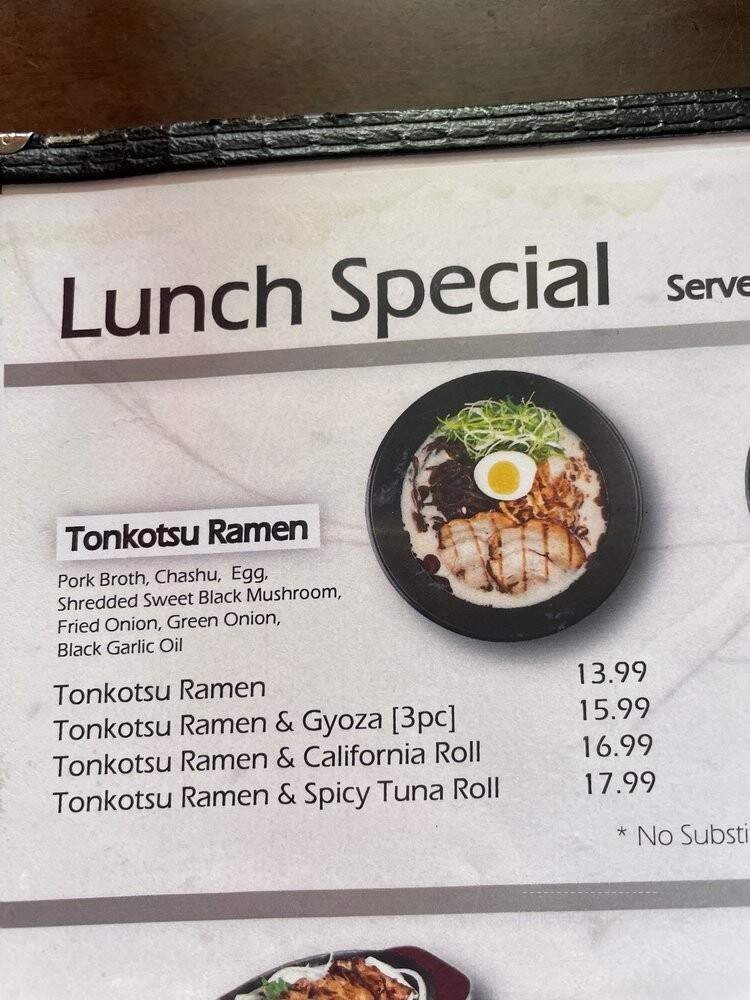 Lunch Special
Tonkotsu Ramen
Pork Broth, Chashu, Egg,
Shredded Sweet Black Mushroom,
Fried Onion, Green Onion,
Black Garlic Oil
Tonkotsu Ramen 13.99
Tonkotsu Ramen & Gyoza [3pc] 15.99
Tonkotsu Ramen & California Roll 16.99
Tonkotsu Ramen & Spicy Tuna Roll 17.99
* No